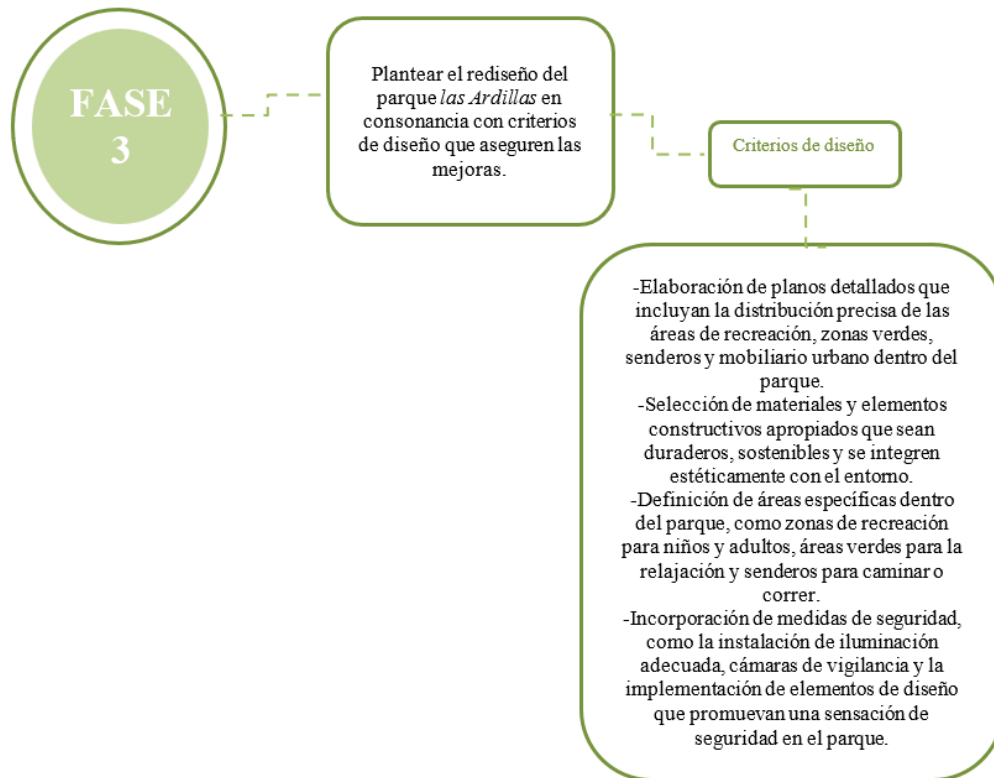 FASE
3
Plantear el rediseño del
parque las Ardillas en
consonancia con criterios
de diseño que aseguren las
mejoras.
Criterios de diseño
-Elaboración de planos detallados que
incluyan la distribución precisa de las
áreas de recreación, zonas verdes,
senderos y mobiliario urbano dentro del
parque.
-Selección de materiales y elementos
constructivos apropiados que sean
duraderos, sostenibles y se integren
estéticamente con el entorno.
-Definición de áreas específicas dentro
del parque, como zonas de recreación
para niños y adultos, áreas verdes para la
relajación y senderos para caminar o
correr.
-Incorporación de medidas de seguridad,
como la instalación de iluminación
adecuada, cámaras de vigilancia y la
implementación de elementos de diseño
que promuevan una sensación de
seguridad en el parque.